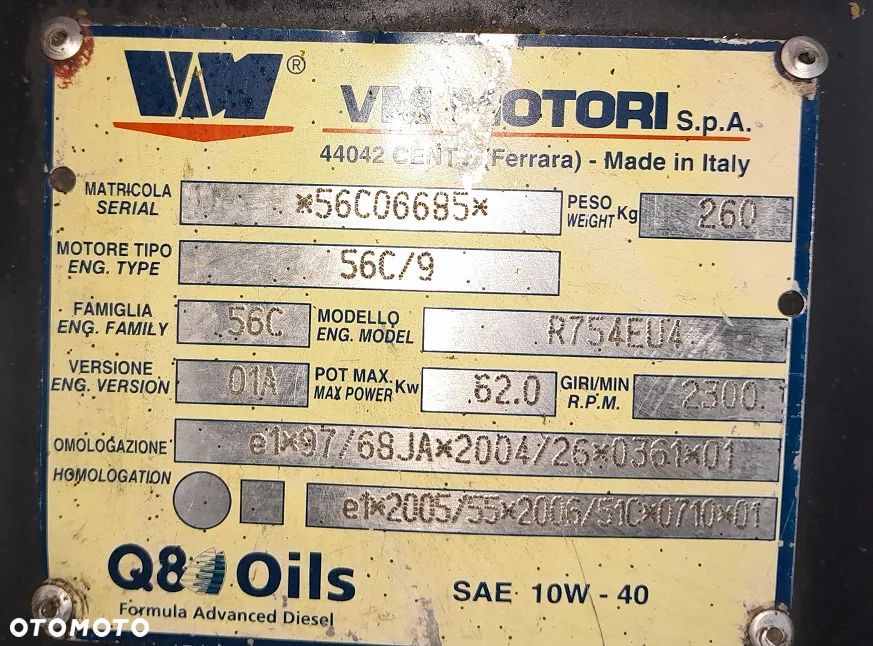 VM®
VM MOTORI S.p.A.
44042 CENTO (Ferrara) - Made in Italy
MATRICOLA SERIAL *56C06685* PESO WEIGHT Kg 260
MOTORE TIPO ENG. TYPE 56C/9
FAMIGLIA ENG. FAMILY 56C MODELLO ENG. MODEL R754EU4
VERSIONE ENG. VERSION 01A POT MAX. MAX POWER Kw 62.0 GIRI/MIN R.P.M. 2300
OMOLOGAZIONE e1*97/68JA*2004/26*0361*01
HOMOLOGATION e1*2005/55*2006/51C*0710*01
Q8 Oils SAE 10W - 40
Formula Advanced Diesel
OTOMOTO